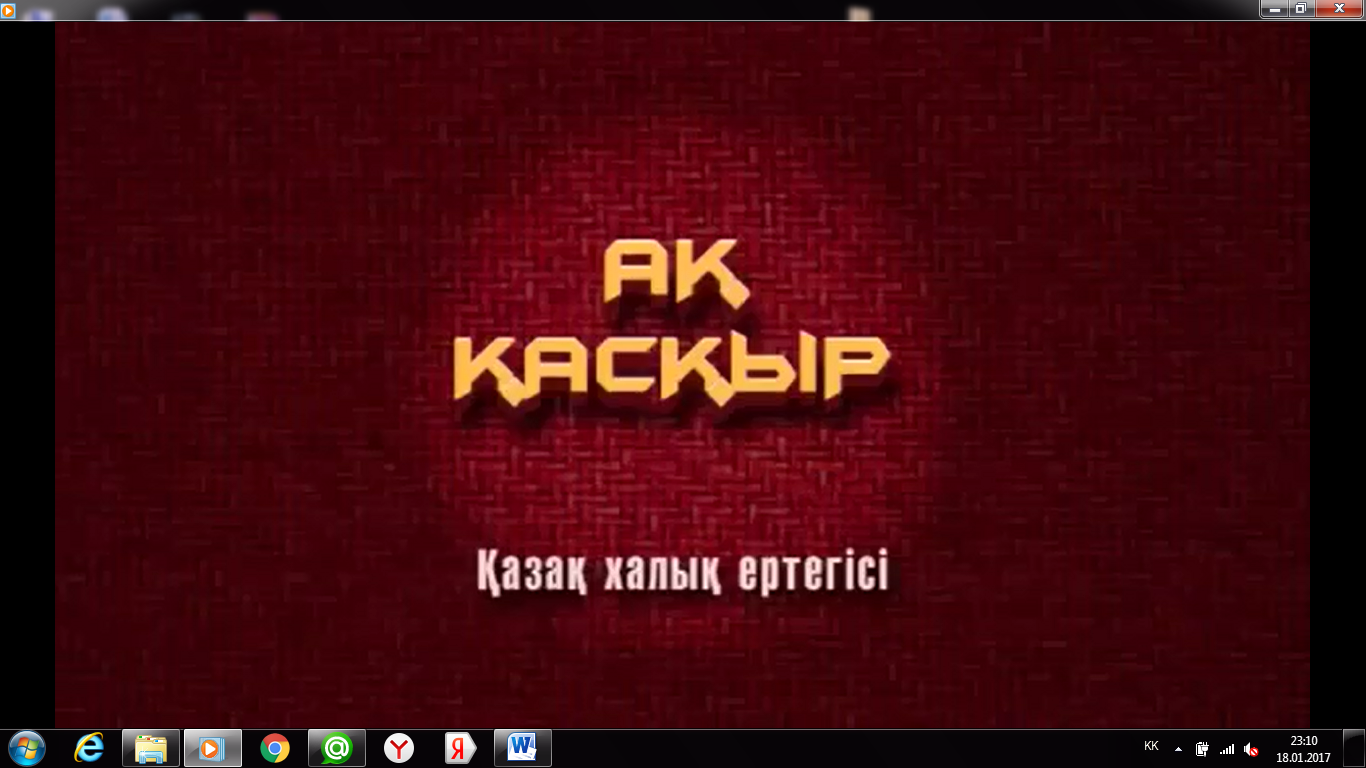 АҚ
ҚАСҚЫР
Қазақ халық ертегісі
KK
23:10
18.01.2017